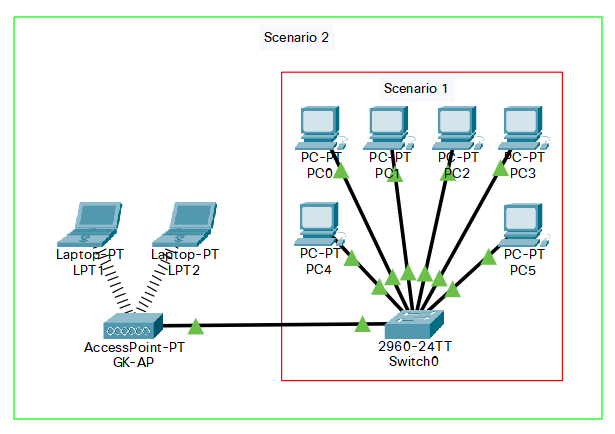 Scenario 2
Scenario 1
PC-PT
PC0
PC-PT
PC1
PC-PT
PC2
PC-PT
PC3
Laptop-PT
LPT1
Laptop-PT
LPT2
PC-PT
PC4
PC-PT
PC5
AccessPoint-PT
GK-AP
2960-24TT
Switch0